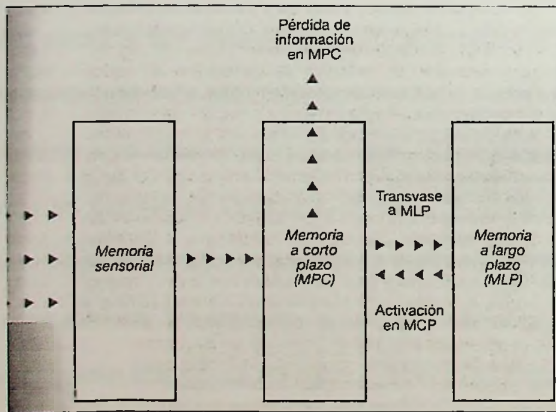 Pérdida de
información
en MPC
Memoria
sensorial
Memoria
a corto
plazo
(MPC)
Transvase
a MLP
Activación
en MCP
Memoria
a largo
plazo
(MLP)